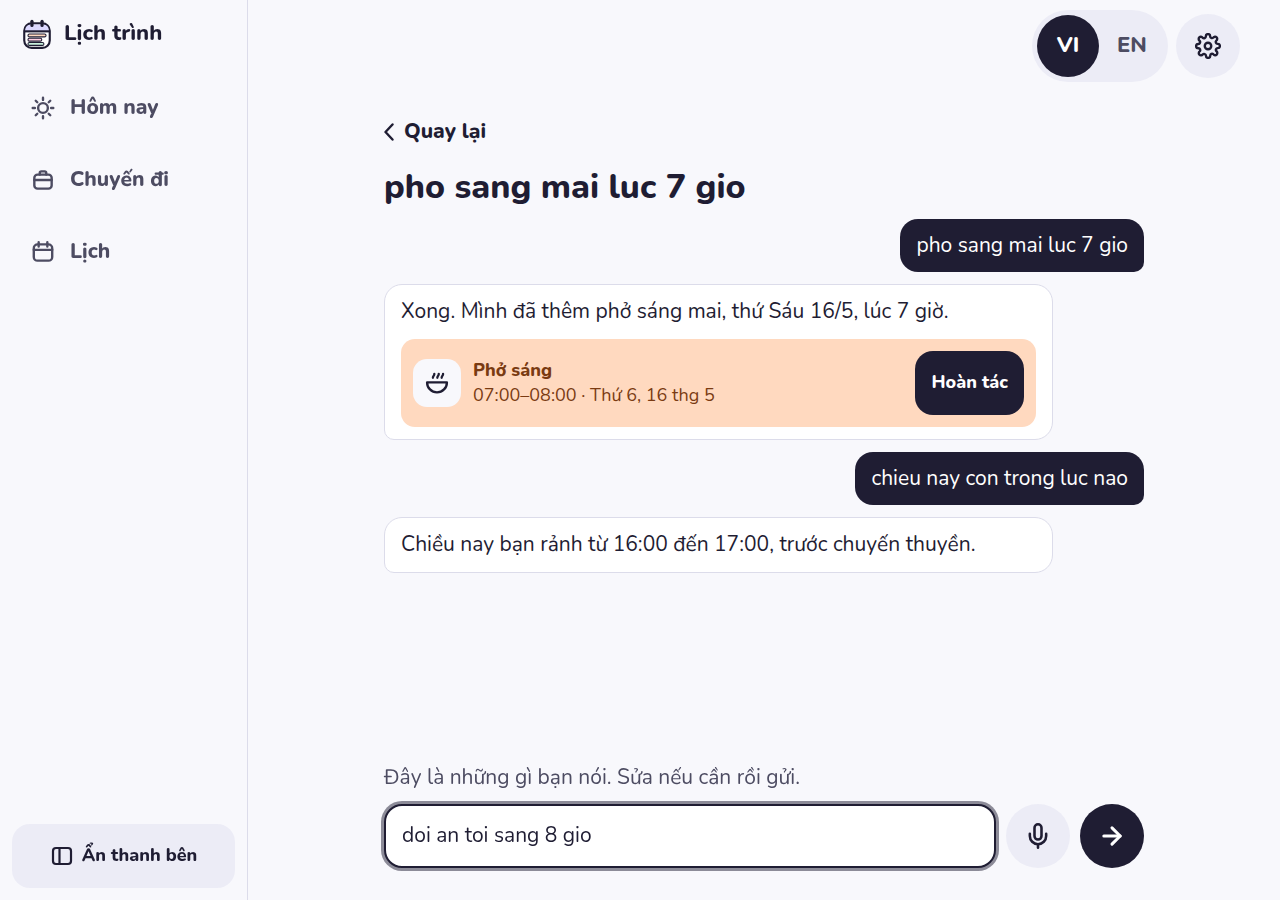 Lịch trình
VI
EN
Hôm nay
Chuyến đi
Lịch
Quay lại
pho sang mai luc 7 gio
pho sang mai luc 7 gio
Xong. Mình đã thêm phở sáng mai, thứ Sáu 16/5, lúc 7 giờ.
Phở sáng
07:00–08:00 · Thứ 6, 16 thg 5
Hoàn tác
chieu nay con trong luc nao
Chiều nay bạn rảnh từ 16:00 đến 17:00, trước chuyến thuyền.
Đây là những gì bạn nói. Sửa nếu cần rồi gửi.
doi an toi sang 8 gio
Ẩn thanh bên